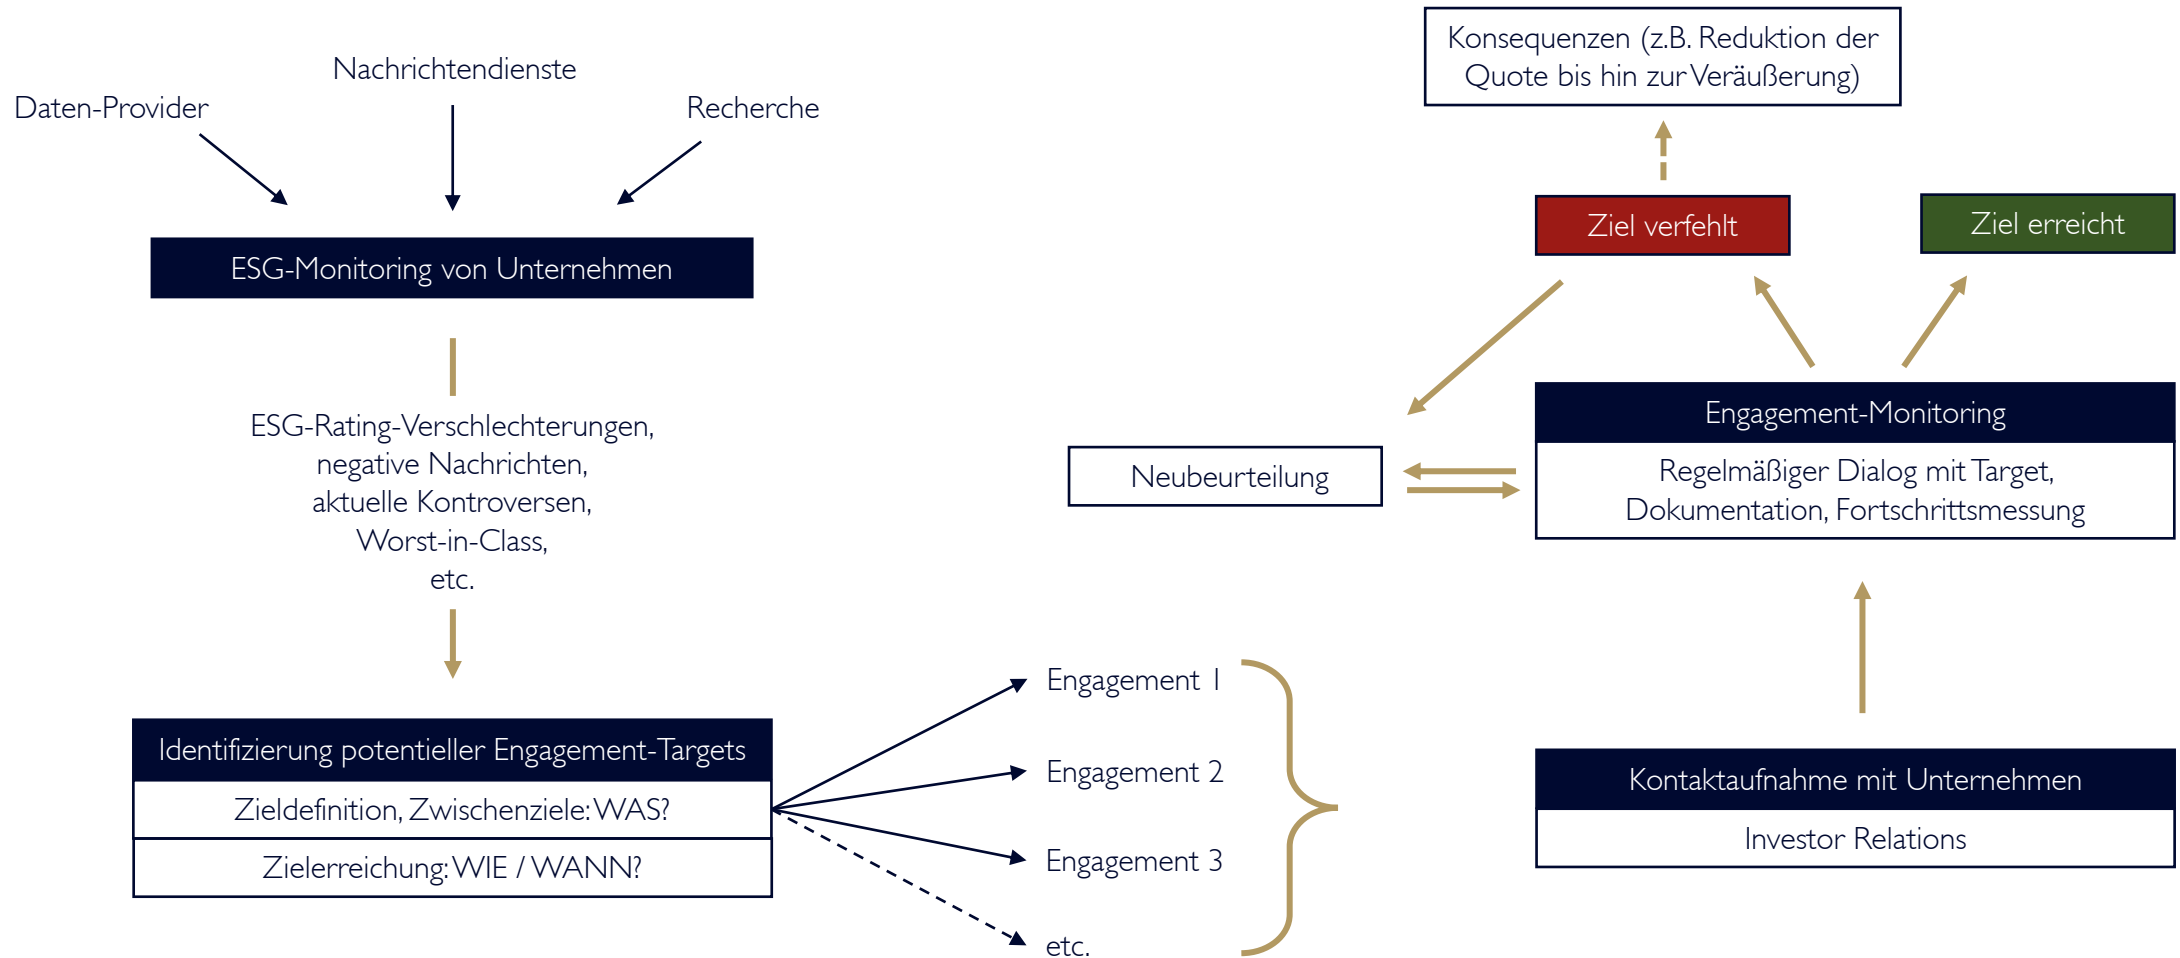 Nachrichtendienste
Daten-Provider
Recherche
ESG-Monitoring von Unternehmen
ESG-Rating-Verschlechterungen,
negative Nachrichten,
aktuelle Kontroversen,
Worst-in-Class,
etc.
Identifizierung potentieller Engagement-Targets
Zieldefinition, Zwischenziele: WAS?
Zielerreichung: WIE / WANN?
Engagement 1
Engagement 2
Engagement 3
etc.
Kontaktaufnahme mit Unternehmen
Investor Relations
Engagement-Monitoring
Regelmäßiger Dialog mit Target,
Dokumentation, Fortschrittsmessung
Neubeurteilung
Ziel verfehlt
Ziel erreicht
Konsequenzen (z.B. Reduktion der
Quote bis hin zur Veräußerung)